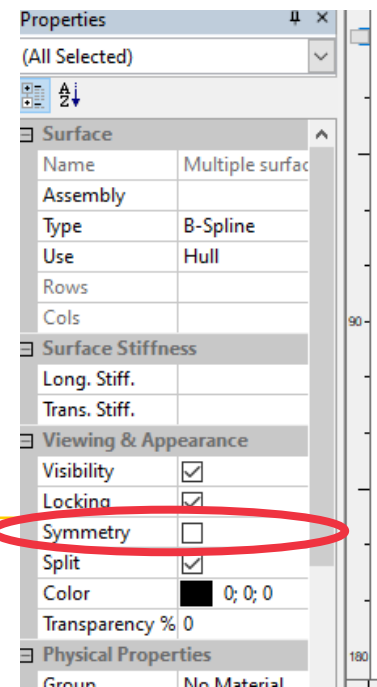 Properties
(All Selected)
Surface
Name Multiple surfac
Assembly
Type B-Spline
Use Hull
Rows
Cols
90
Surface Stiffness
Long. Stiff.
Trans. Stiff.
Viewing & Appearance
Visibility
Locking
Symmetry
Split
Color 0; 0; 0
Transparency % 0
Physical Properties
180
Group No Material